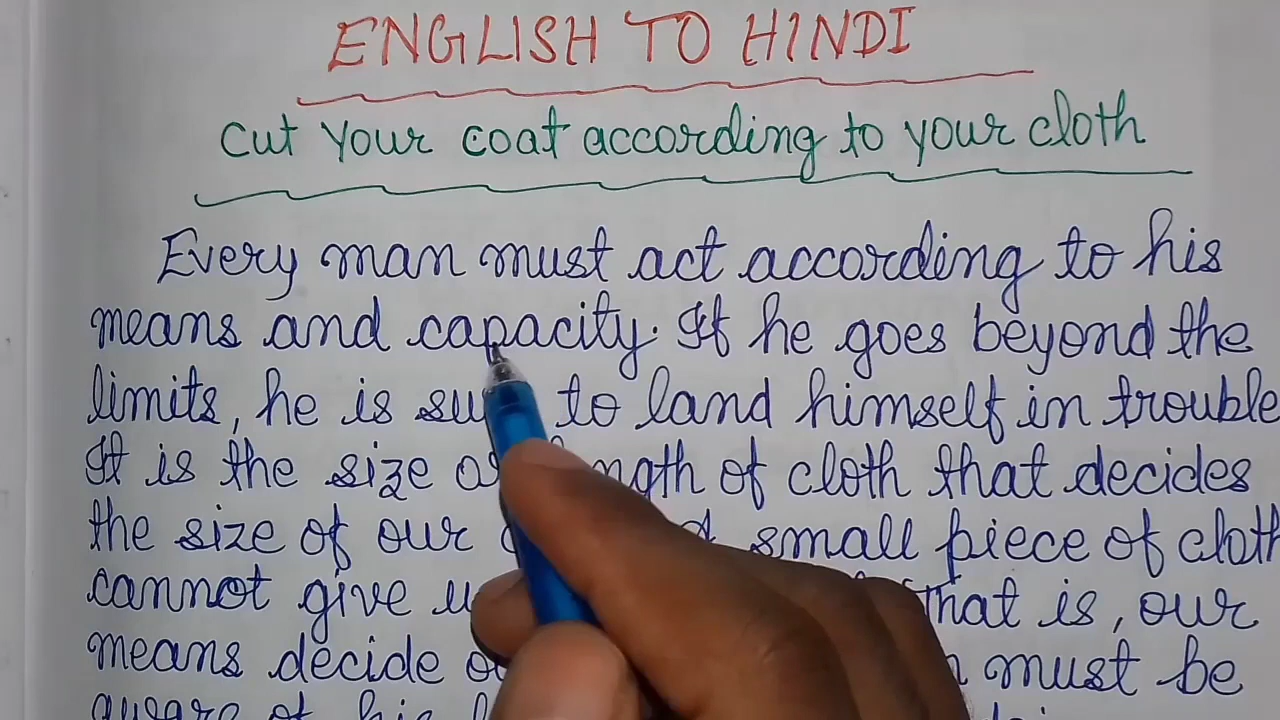 ENGLISH TO HINDI
Cut Your coat according to your cloth
Every man must act according to his
means and capacity. If he goes beyond the
limits, he is to land himself in trouble
It is the size of cloth that decides
the size of our small piece of cloth
cannot give That is, our
means decide must be